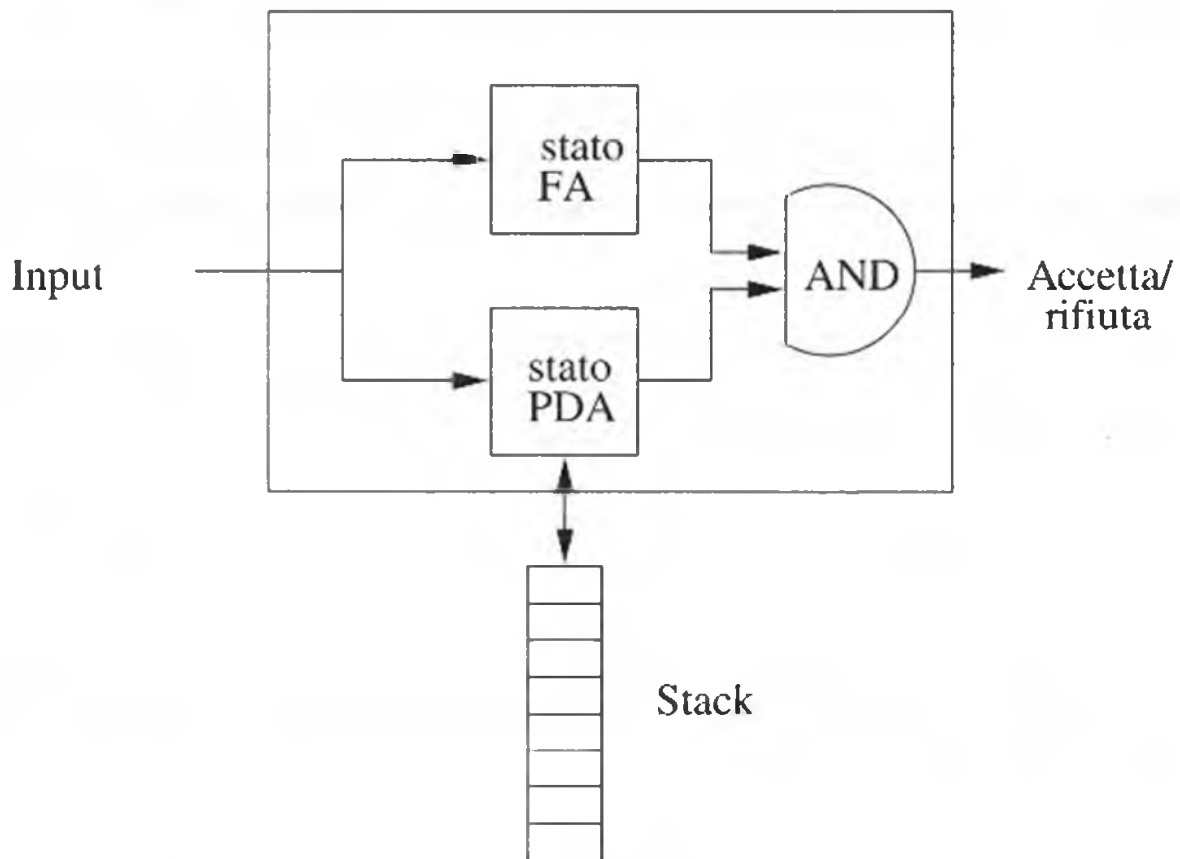 stato
FA
Input
AND
Accetta/
rifiuta
stato
PDA
Stack